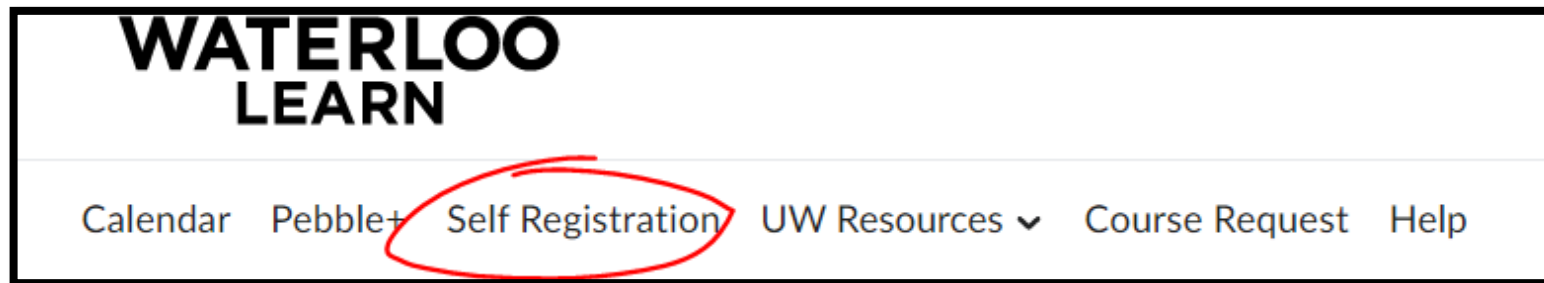 WATERLOO
LEARN
Calendar Pebble+ Self Registration UW Resources Course Request Help